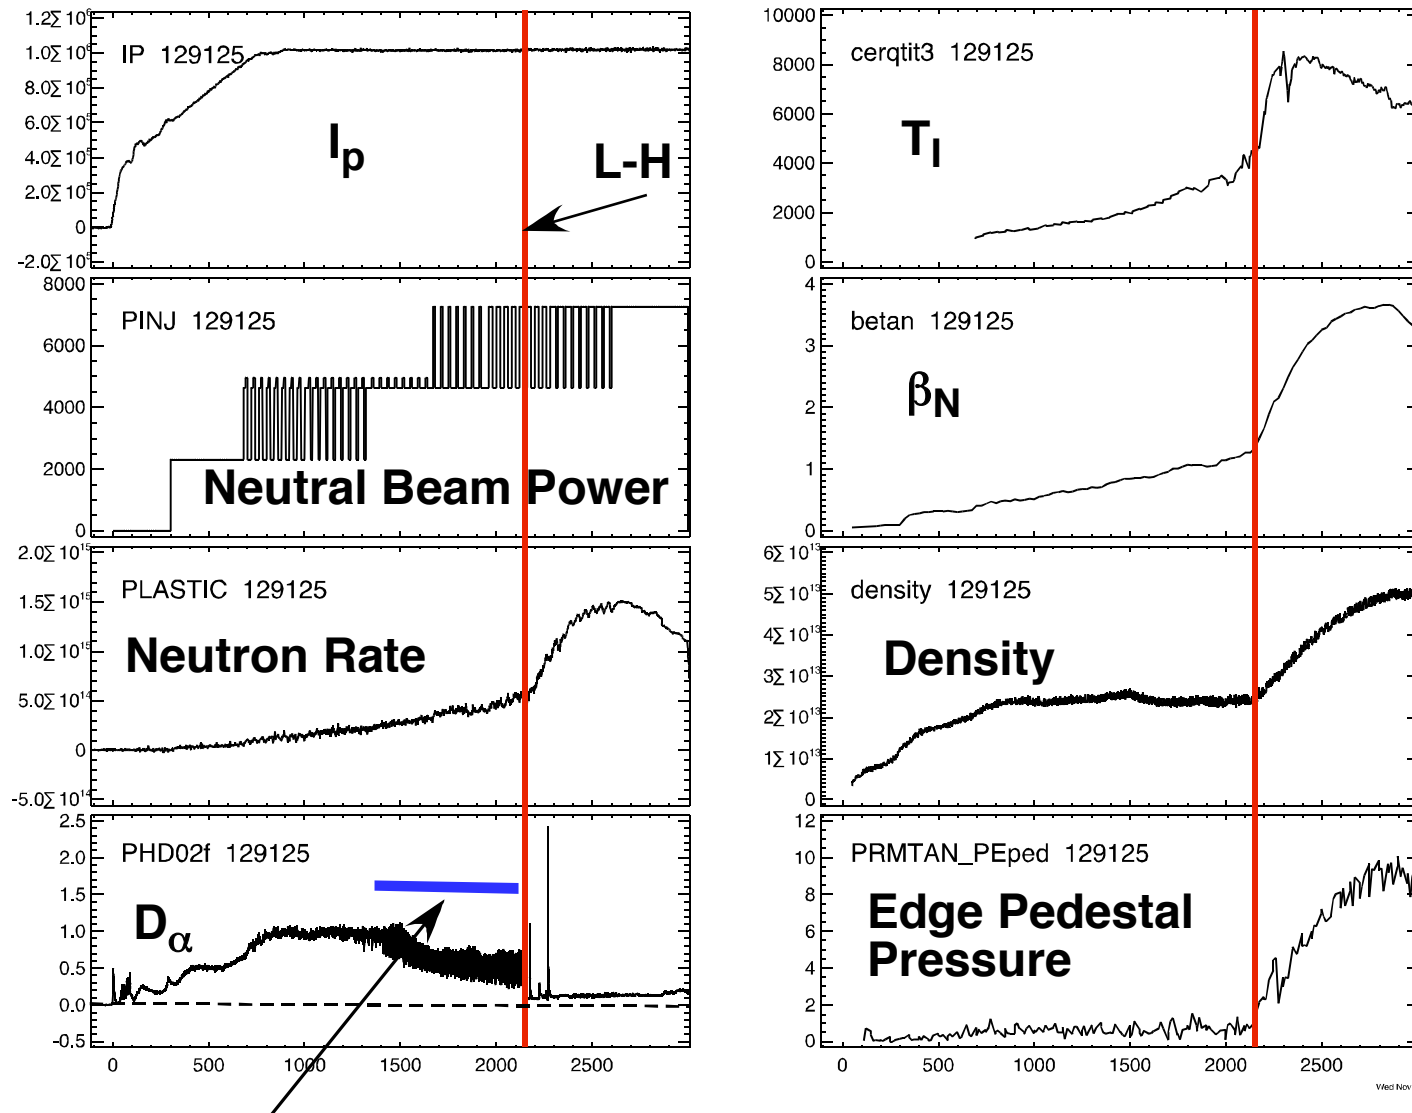 1.2∑ 10⁶
1.0∑ 10⁶
8.0∑ 10⁵
6.0∑ 10⁵
4.0∑ 10⁵
2.0∑ 10⁵
0
-2.0∑ 10⁵
IP 129125
Iₚ
L-H
8000
6000
4000
2000
0
PINJ 129125
Neutral Beam Power
2.0∑ 10¹⁵
1.5∑ 10¹⁵
1.0∑ 10¹⁵
5.0∑ 10¹⁴
0
-5.0∑ 10¹⁴
PLASTIC 129125
Neutron Rate
2.5
2.0
1.5
1.0
0.5
0.0
-0.5
PHD02f 129125
Dα
0 500 1000 1500 2000 2500
10000
8000
6000
4000
2000
0
cerqtit3 129125
T_I
4
3
2
1
0
betan 129125
β_N
6∑ 10¹³
5∑ 10¹³
4∑ 10¹³
3∑ 10¹³
2∑ 10¹³
1∑ 10¹³
0
density 129125
Density
12
10
8
6
4
2
0
PRMTAN_PEped 129125
Edge Pedestal
Pressure
0 500 1000 1500 2000 2500
Wed Nov